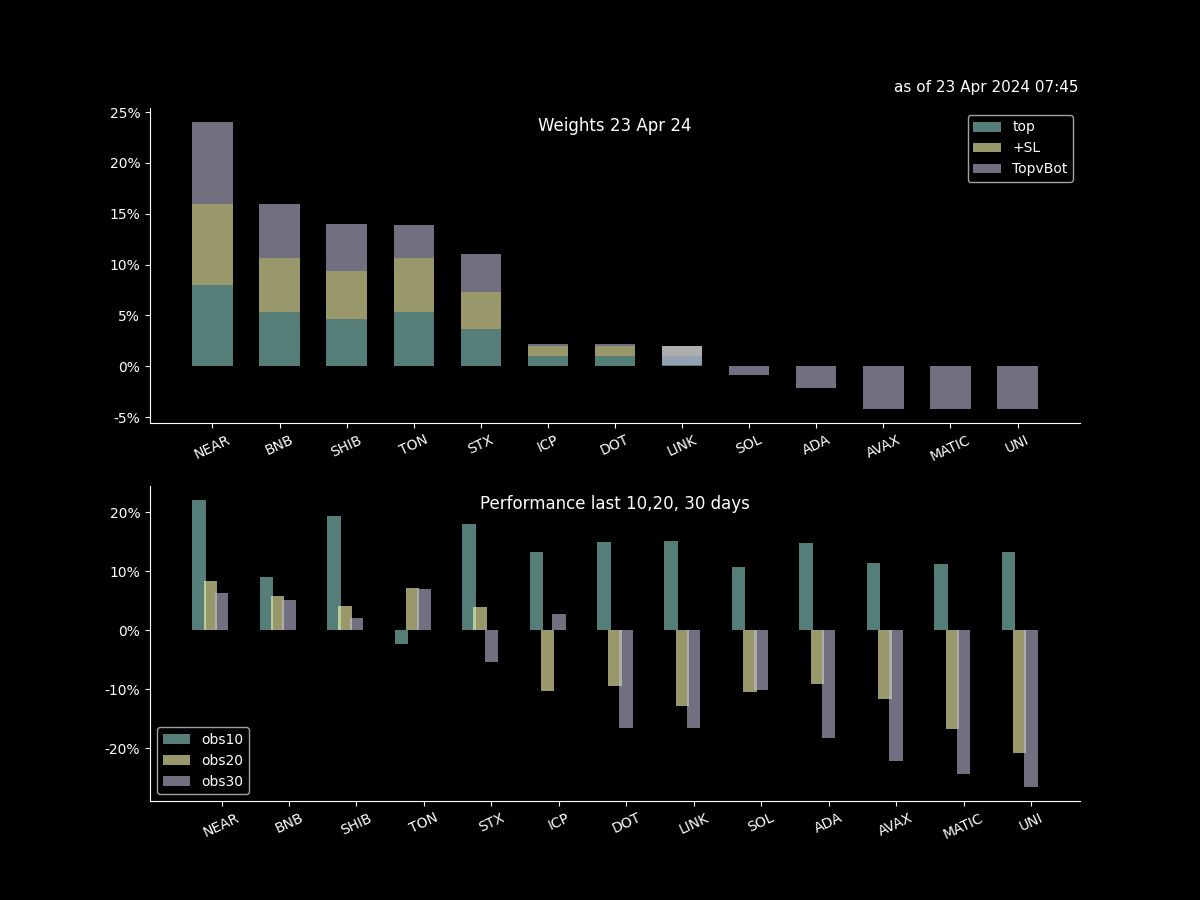 as of 23 Apr 2024 07:45
Weights 23 Apr 24
25%
20%
15%
10%
5%
0%
-5%
top
+SL
TopvBot
NEAR BNB SHIB TON STX ICP DOT LINK SOL ADA AVAX MATIC UNI
Performance last 10,20, 30 days
20%
10%
0%
-10%
-20%
obs10
obs20
obs30
NEAR BNB SHIB TON STX ICP DOT LINK SOL ADA AVAX MATIC UNI